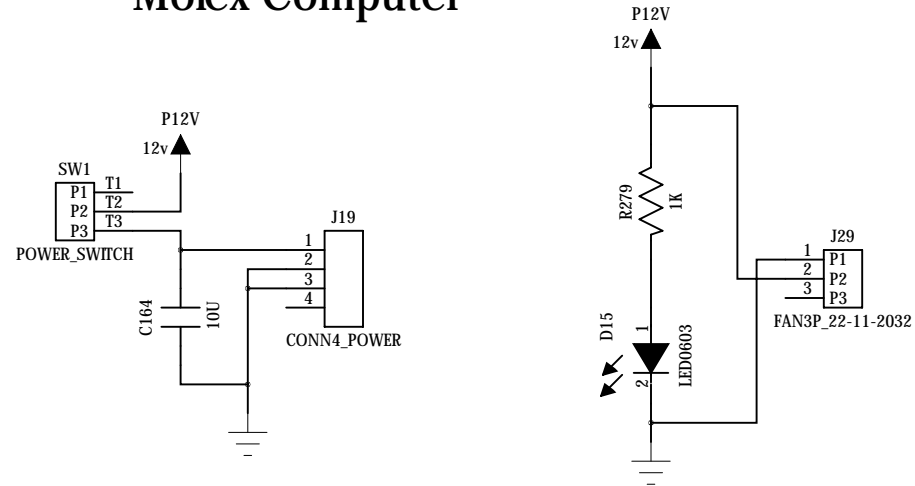 Molex Computer
P12V
12v
SW1
P1 T1
P2 T2
P3 T3
POWER_SWITCH
C164
10U
J19
1
2
3
4
CONN4_POWER
P12V
12v
R279
1K
D15
1
2
LED0603
J29
1 P1
2 P2
3 P3
FAN3P_22-11-2032